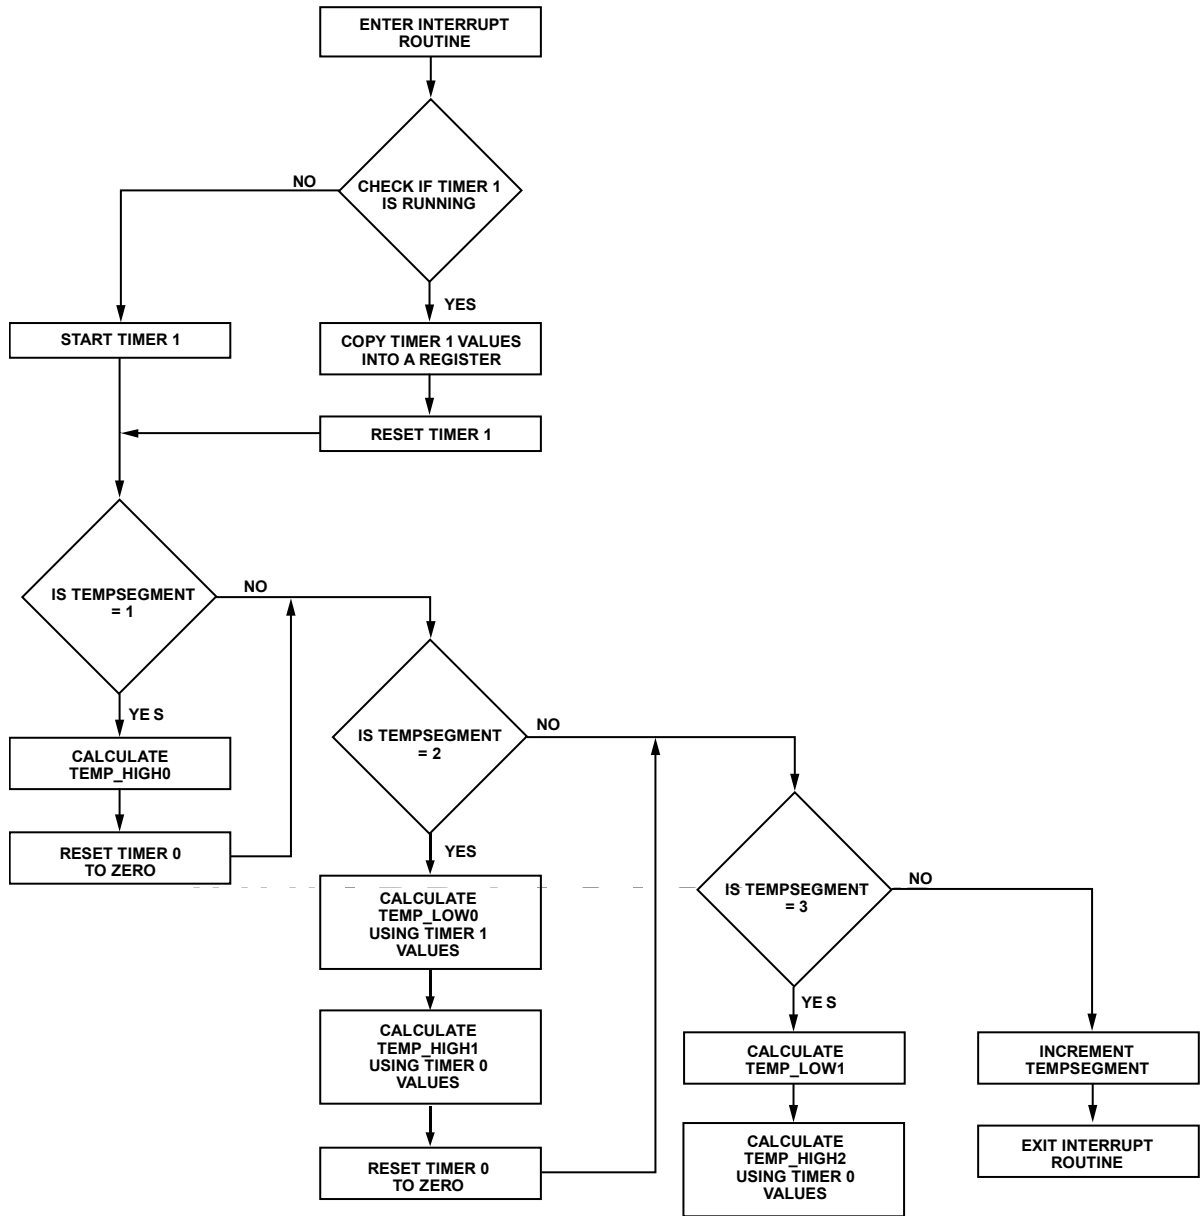 ENTER INTERRUPT
ROUTINE
CHECK IF TIMER 1
IS RUNNING
NO
YES
START TIMER 1
COPY TIMER 1 VALUES
INTO A REGISTER
RESET TIMER 1
IS TEMPSEGMENT
= 1
NO
YE S
CALCULATE
TEMP_HIGH0
RESET TIMER 0
TO ZERO
IS TEMPSEGMENT
= 2
NO
YES
CALCULATE
TEMP_LOW0
USING TIMER 1
VALUES
CALCULATE
TEMP_HIGH1
USING TIMER 0
VALUES
RESET TIMER 0
TO ZERO
IS TEMPSEGMENT
= 3
NO
YE S
CALCULATE
TEMP_LOW1
CALCULATE
TEMP_HIGH2
USING TIMER 0
VALUES
INCREMENT
TEMPSEGMENT
EXIT INTERRUPT
ROUTINE